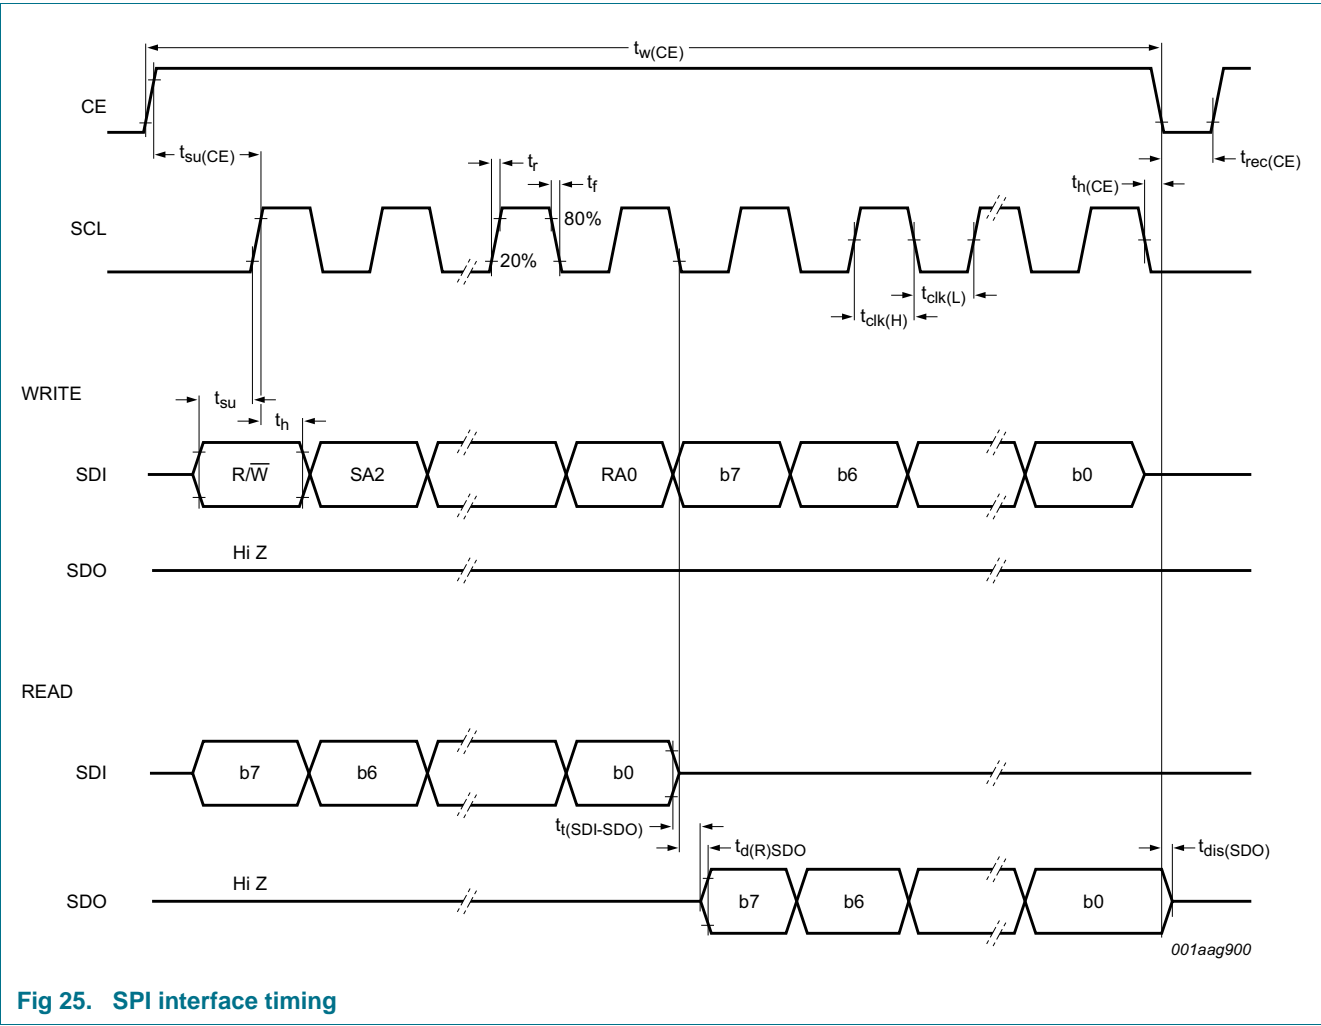 tw(CE)
CE
tsu(CE)
tr
trec(CE)
tf
th(CE)
SCL
80%
20%
tclk(L)
tclk(H)
WRITE
tsu
th
SDI R/W̅ SA2 RA0 b7 b6 b0
Hi Z
SDO
READ
SDI b7 b6 b0
tt(SDI-SDO)
td(R)SDO
tdis(SDO)
Hi Z
SDO b7 b6 b0
001aag900
Fig 25. SPI interface timing